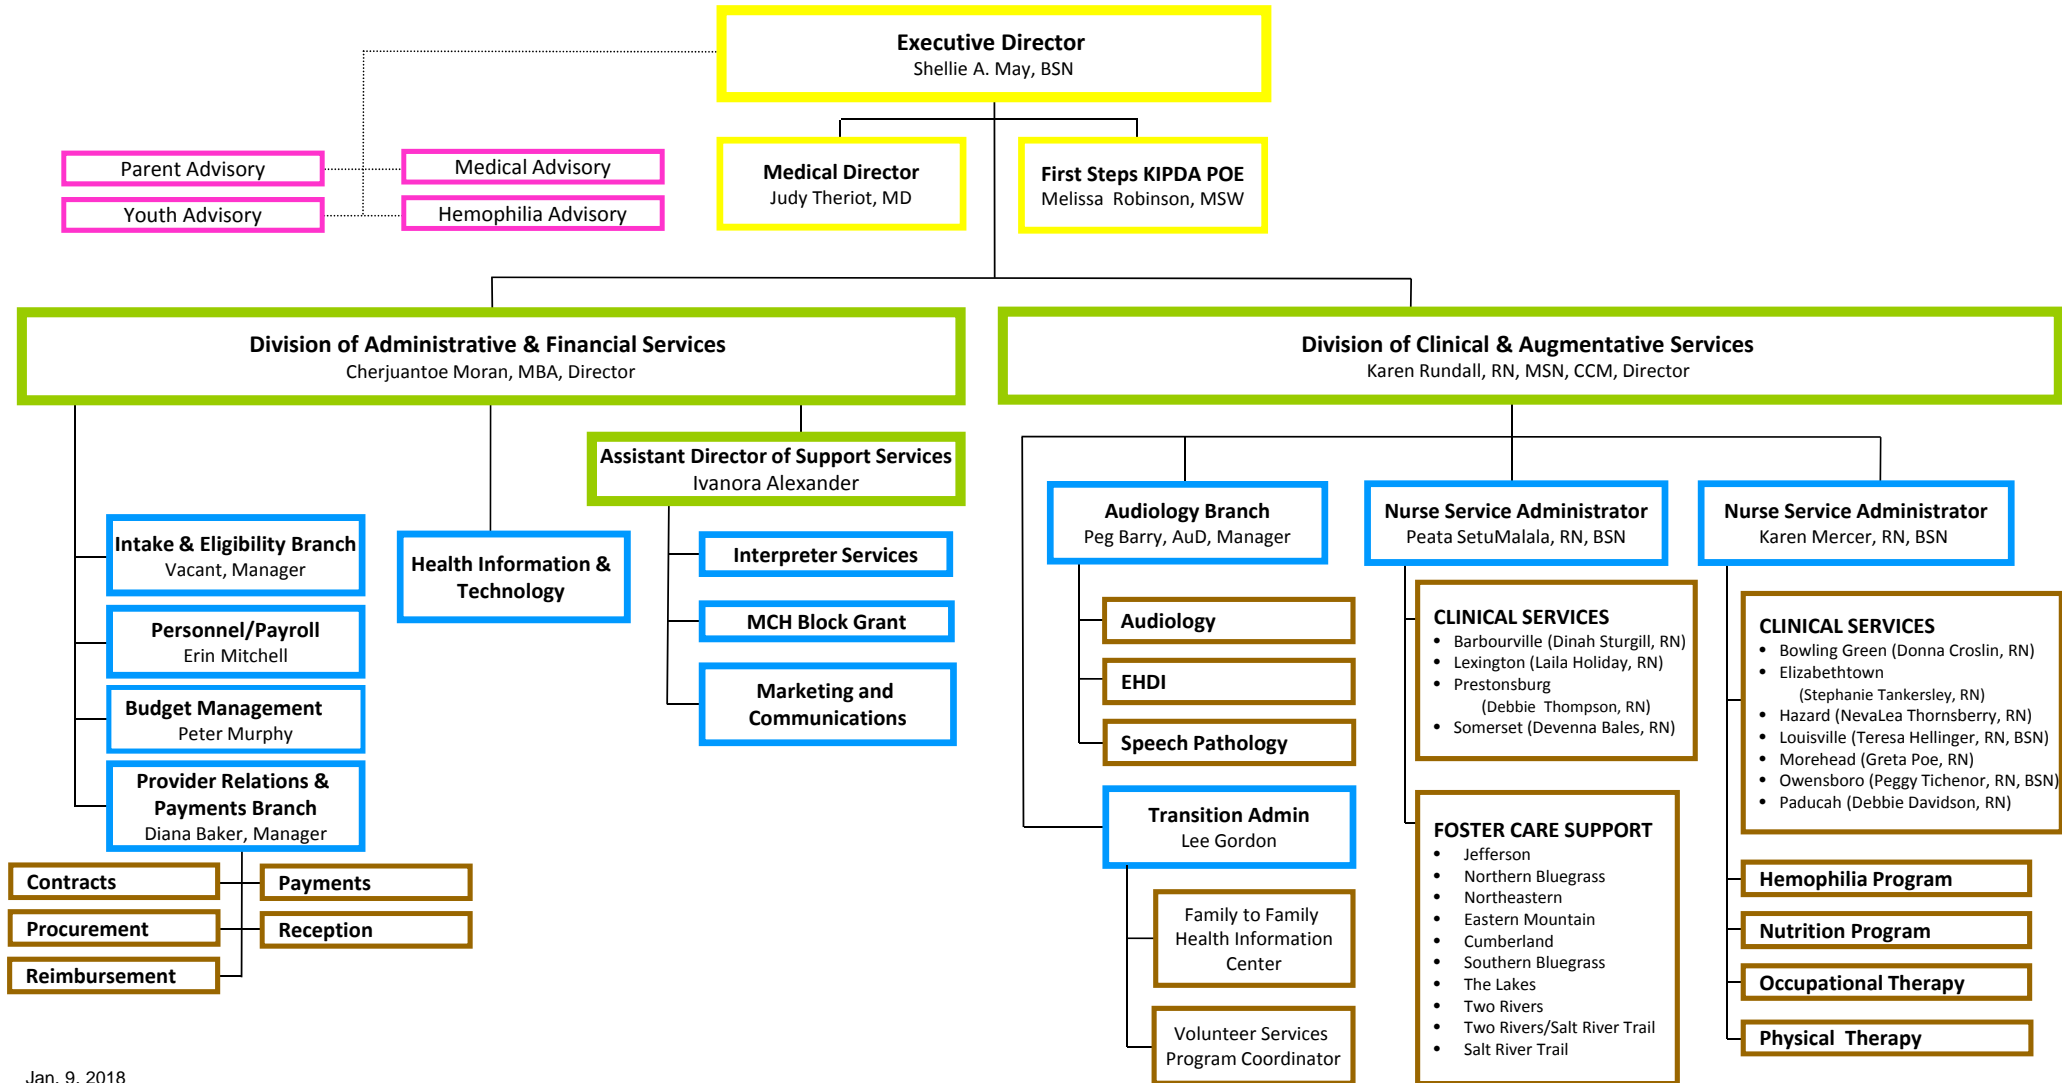 Executive Director
Shellie A. May, BSN
Parent Advisory
Medical Advisory
Youth Advisory
Hemophilia Advisory
Medical Director
Judy Theriot, MD
First Steps KIPDA POE
Melissa  Robinson, MSW
Division of Administrative & Financial Services
Cherjuantoe Moran, MBA, Director
Division of Clinical & Augmentative Services
Karen Rundall, RN, MSN, CCM, Director
Assistant Director of Support Services
Ivanora Alexander
Intake & Eligibility Branch
Vacant, Manager
Personnel/Payroll
Erin Mitchell
Budget Management
Peter Murphy
Provider Relations &
Payments Branch
Diana Baker, Manager
Contracts
Payments
Procurement
Reception
Reimbursement
Health Information &
Technology
Interpreter Services
MCH Block Grant
Marketing and
Communications
Audiology Branch
Peg Barry, AuD, Manager
Audiology
EHDI
Speech Pathology
Transition Admin
Lee Gordon
Family to Family
Health Information
Center
Volunteer Services
Program Coordinator
Nurse Service Administrator
Peata SetuMalala, RN, BSN
CLINICAL SERVICES
• Barbourville (Dinah Sturgill, RN)
• Lexington (Laila Holiday, RN)
• Prestonsburg
(Debbie  Thompson, RN)
• Somerset (Devenna Bales, RN)
FOSTER CARE SUPPORT
• Jefferson
• Northern Bluegrass
• Northeastern
• Eastern Mountain
• Cumberland
• Southern Bluegrass
• The Lakes
• Two Rivers
• Two Rivers/Salt River Trail
• Salt River Trail
Nurse Service Administrator
Karen Mercer, RN, BSN
CLINICAL SERVICES
• Bowling Green (Donna Croslin, RN)
• Elizabethtown
(Stephanie Tankersley, RN)
• Hazard (NevaLea Thornsberry, RN)
• Louisville (Teresa Hellinger, RN, BSN)
• Morehead (Greta Poe, RN)
• Owensboro (Peggy Tichenor, RN, BSN)
• Paducah (Debbie Davidson, RN)
Hemophilia Program
Nutrition Program
Occupational Therapy
Physical  Therapy
Jan. 9, 2018